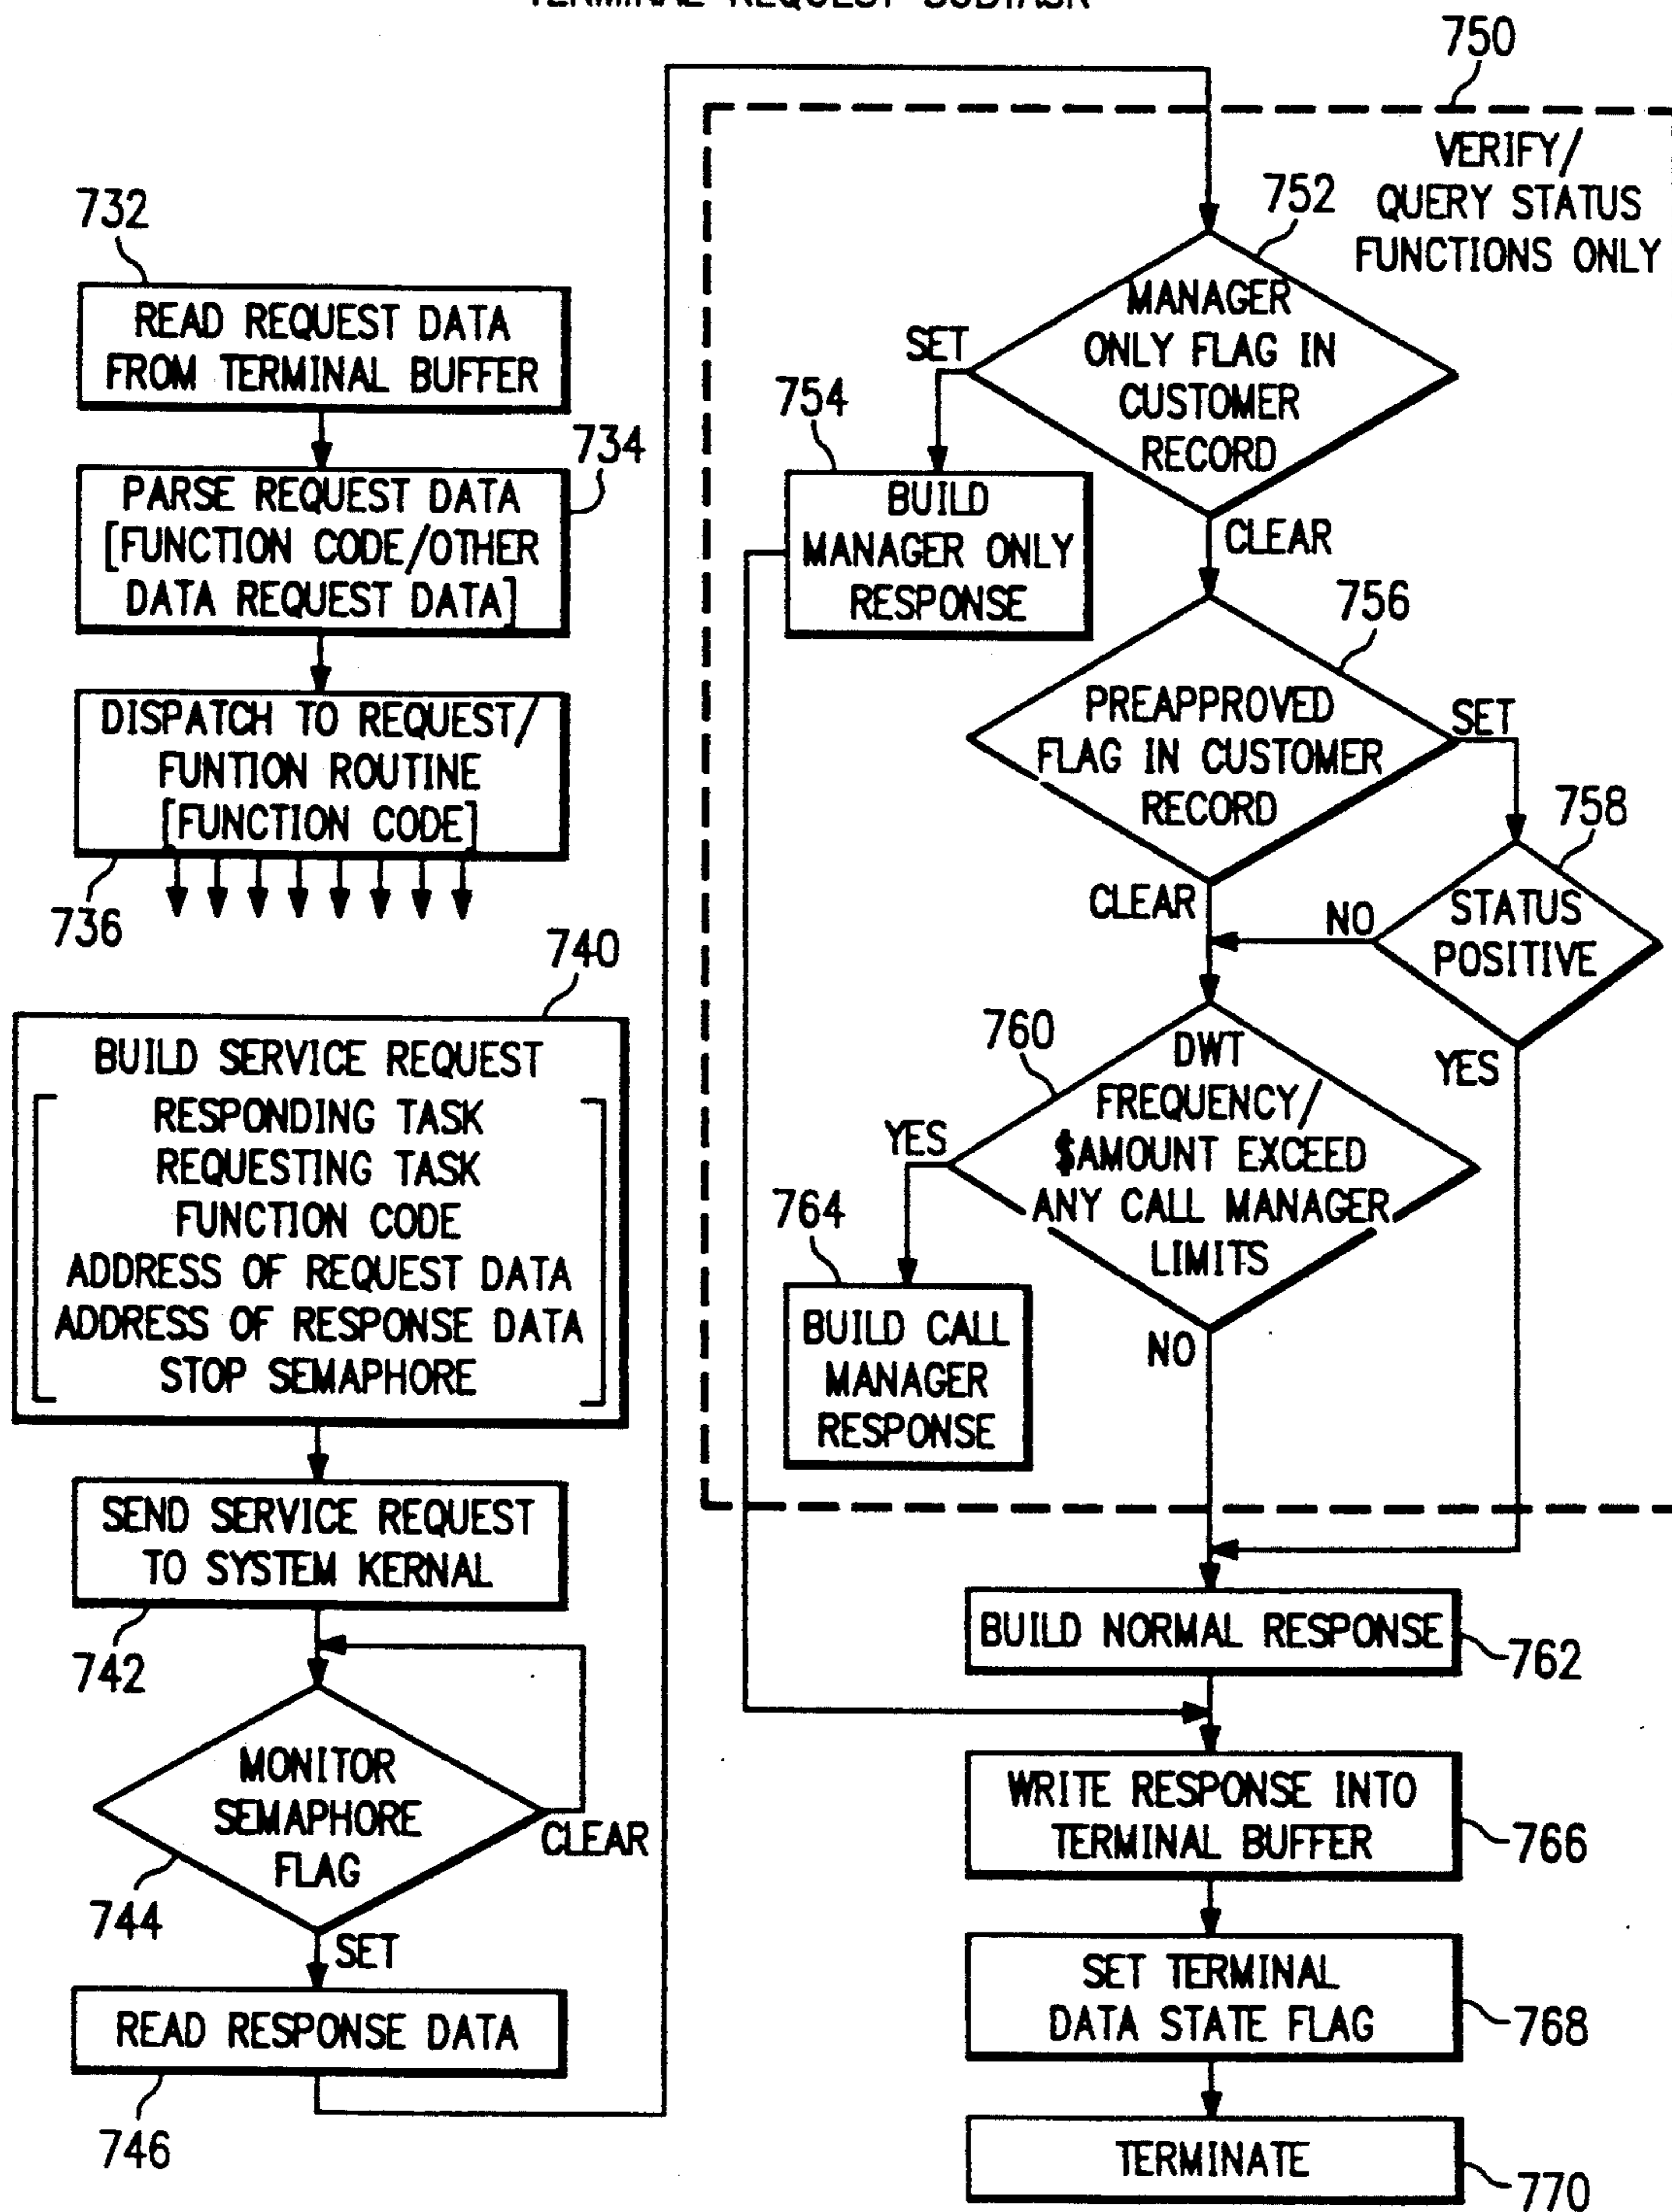 TERMINAL REQUEST SUBTASK
732
READ REQUEST DATA
FROM TERMINAL BUFFER
734
PARSE REQUEST DATA
[FUNCTION CODE/OTHER
DATA REQUEST DATA]
DISPATCH TO REQUEST/
FUNTION ROUTINE
[FUNCTION CODE]
736
740
BUILD SERVICE REQUEST
RESPONDING TASK
REQUESTING TASK
FUNCTION CODE
ADDRESS OF REQUEST DATA
ADDRESS OF RESPONSE DATA
STOP SEMAPHORE
SEND SERVICE REQUEST
TO SYSTEM KERNAL
742
MONITOR
SEMAPHORE
FLAG
CLEAR
744
SET
READ RESPONSE DATA
746
750
VERIFY/
QUERY STATUS
FUNCTIONS ONLY
752
MANAGER
ONLY FLAG IN
CUSTOMER
RECORD
SET
754
BUILD
MANAGER ONLY
RESPONSE
CLEAR
756
PREAPPROVED
FLAG IN CUSTOMER
RECORD
SET
758
STATUS
POSITIVE
NO
CLEAR
YES
760
DWT
FREQUENCY/
$AMOUNT EXCEED
ANY CALL MANAGER
LIMITS
YES
764
BUILD CALL
MANAGER
RESPONSE
NO
BUILD NORMAL RESPONSE
762
WRITE RESPONSE INTO
TERMINAL BUFFER
766
SET TERMINAL
DATA STATE FLAG
768
TERMINATE
770